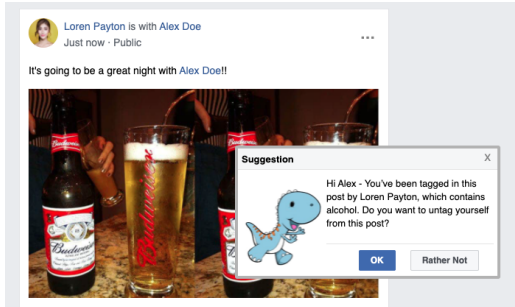 Loren Payton is with Alex Doe
Just now · Public
...
It's going to be a great night with Alex Doe!!
Budweiser
Budweiser
Suggestion
X
Hi Alex - You've been tagged in this
post by Loren Payton, which contains
alcohol. Do you want to untag yourself
from this post?
OK
Rather Not